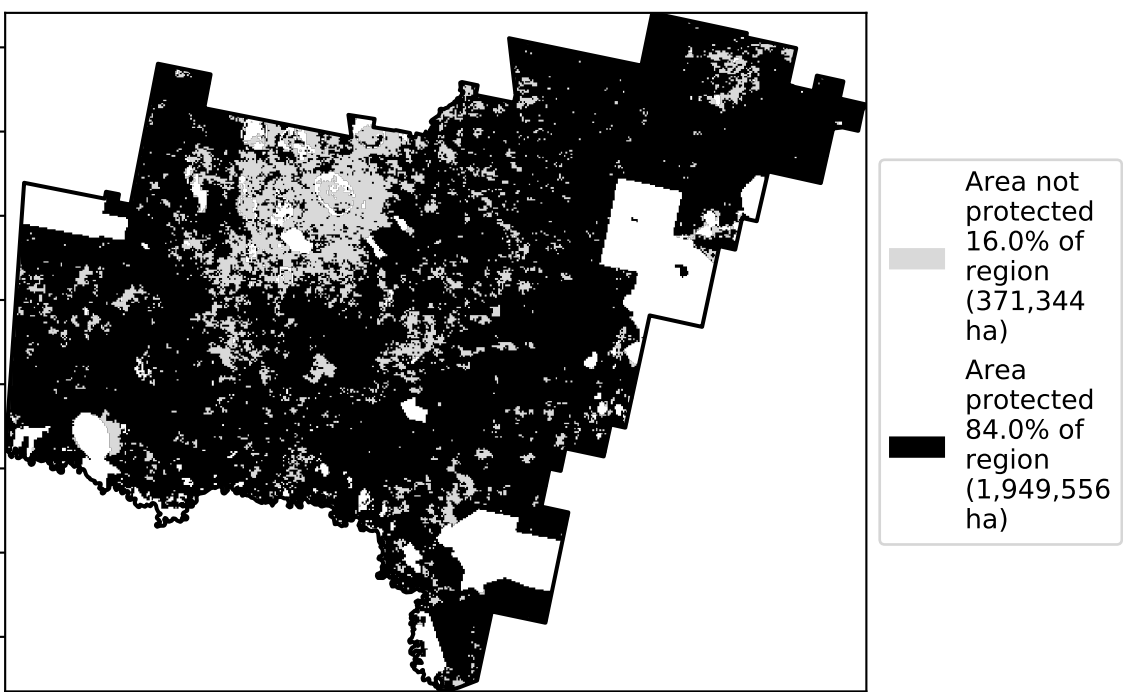 Area not
protected
16.0% of
region
(371,344
ha)
Area
protected
84.0% of
region
(1,949,556
ha)